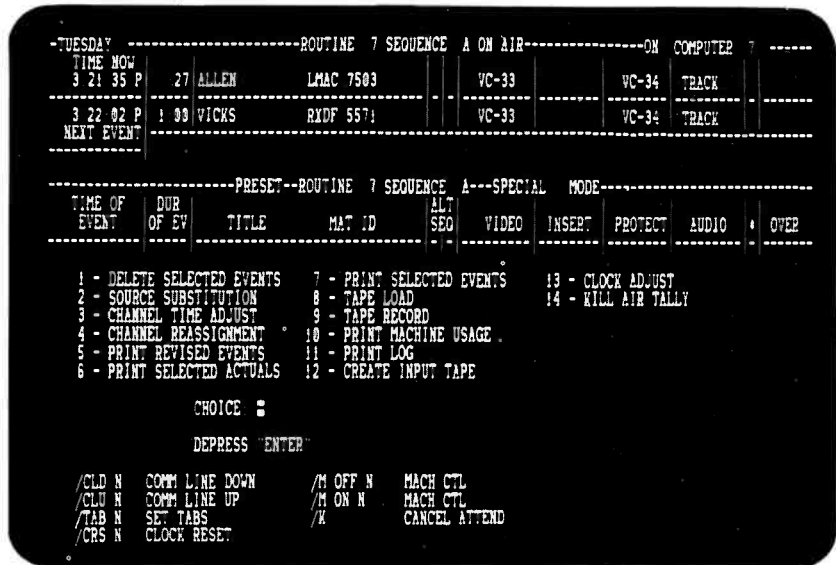 -TUESDAY ---ROUTINE 7 SEQUENCE A ON AIR---ON COMPUTER 7 ---
TIME NOW
3 21 35 P 27 ALLEN LMAC 7503 VC-33 VC-34 TRACK
3 22 02 P 1 00 VICKS RXDF 5571 VC-33 VC-34 TRACK
NEXT EVENT
---PRESET--ROUTINE 7 SEQUENCE A---SPECIAL MODE---
TIME OF EVENT DUR OF EV TITLE MAT ID ALT SEQ VIDEO INSERT PROTECT AUDIO * OVER
1 - DELETE SELECTED EVENTS 7 - PRINT SELECTED EVENTS 13 - CLOCK ADJUST
2 - SOURCE SUBSTITUTION 8 - TAPE LOAD 14 - KILL AIR TALLY
3 - CHANNEL TIME ADJUST 9 - TAPE RECORD
4 - CHANNEL REASSIGNMENT 10 - PRINT MACHINE USAGE
5 - PRINT REVISED EVENTS 11 - PRINT LOG
6 - PRINT SELECTED ACTUALS 12 - CREATE INPUT TAPE
CHOICE :
DEPRESS "ENTER"
/CLD N COMM LINE DOWN /M OFF N MACH CTL
/CLU N COMM LINE UP /M ON N MACH CTL
/TAB N SET TABS /K CANCEL ATTEND
/CRS N CLOCK RESET